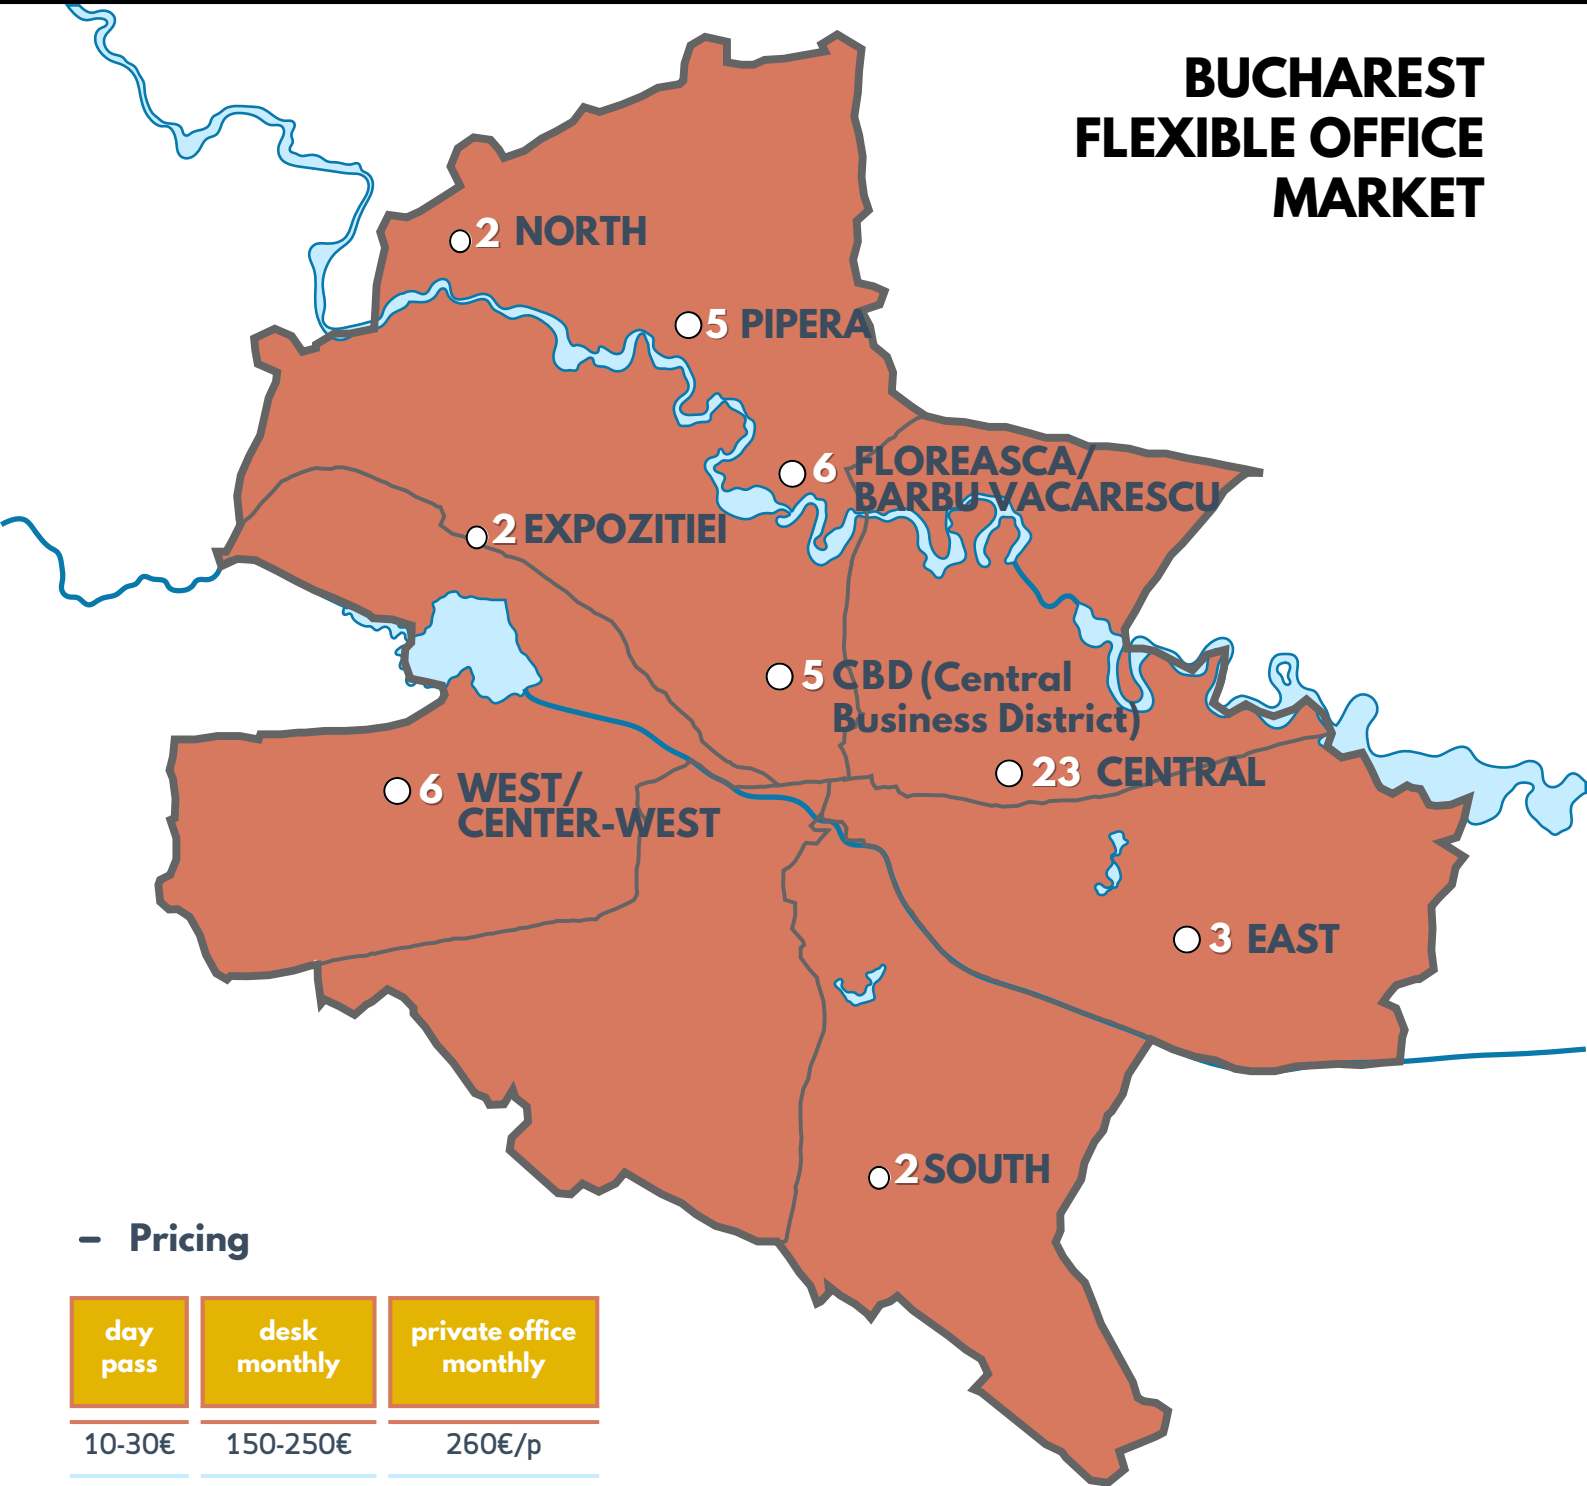 BUCHAREST
FLEXIBLE OFFICE
MARKET
2 NORTH
5 PIPERA
6 FLOREASCA/
BARBU VACARESCU
2 EXPOZITIEI
5 CBD (Central
Business District)
23 CENTRAL
6 WEST/
CENTER-WEST
3 EAST
2 SOUTH
– Pricing
day
pass
desk
monthly
private office
monthly
10-30€
150-250€
260€/p